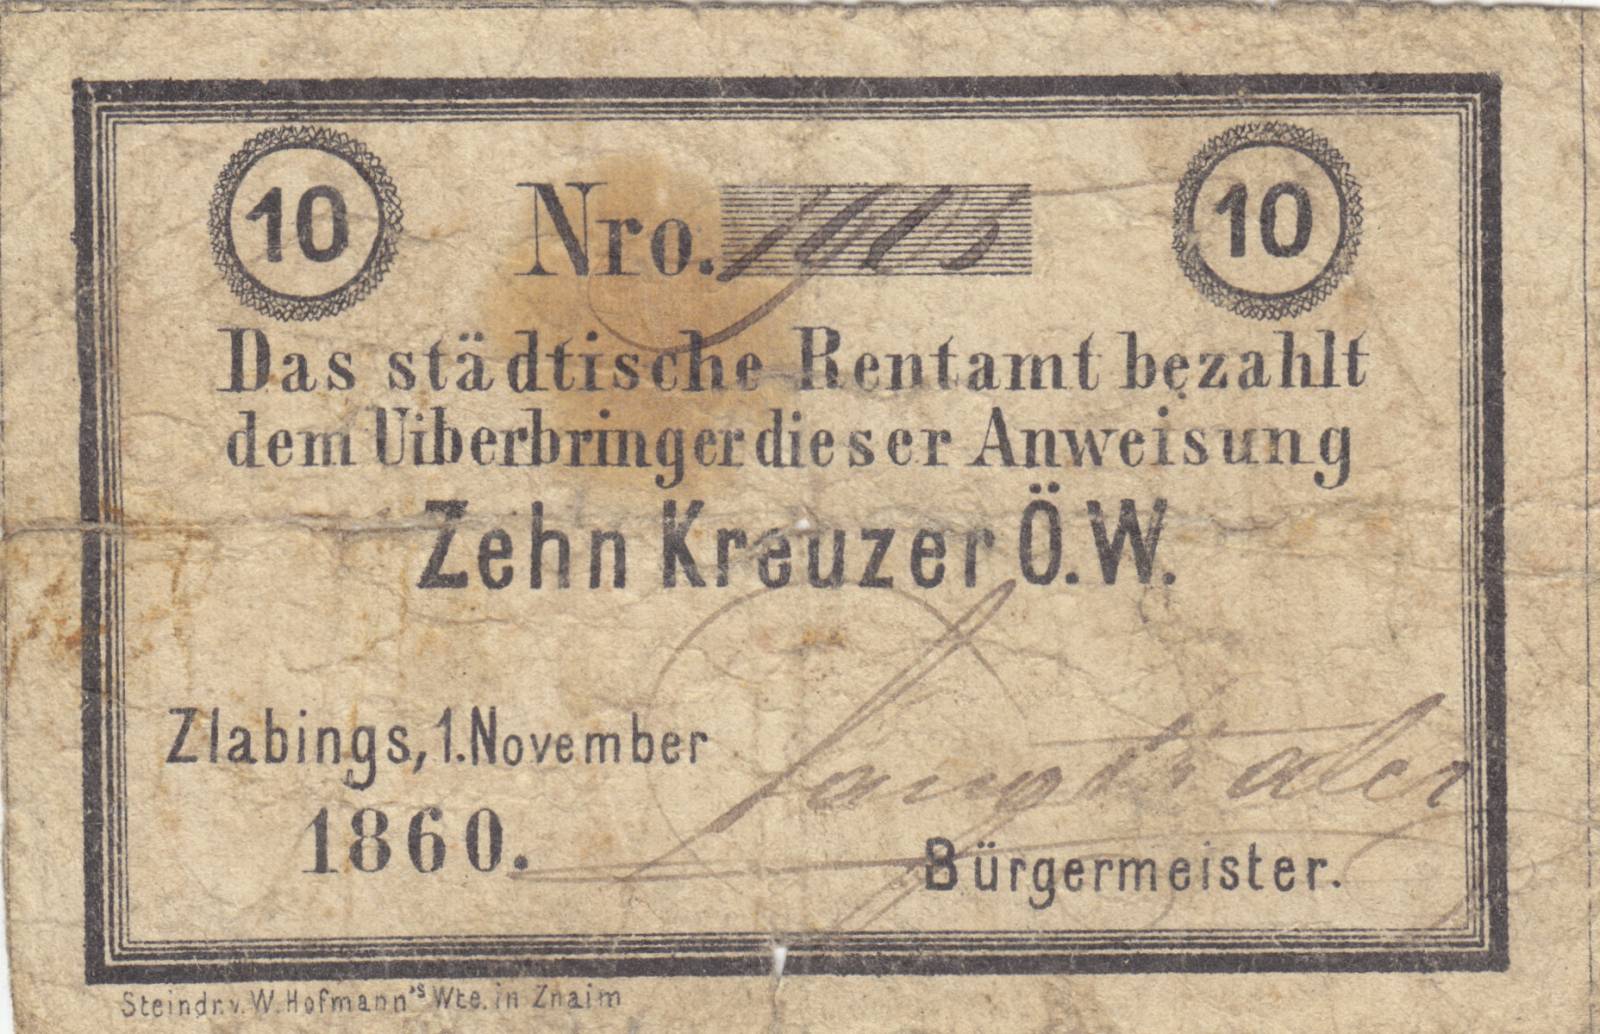 10 Nro. 10
Das städtische Rentamt bezahlt
dem Uiberbringer dieser Anweisung
Zehn Kreuzer Ö.W.
Zlabings, 1. November
1860.
Bürgermeister.
Steindr. v. W. Hofmann's Wte. in Znaim